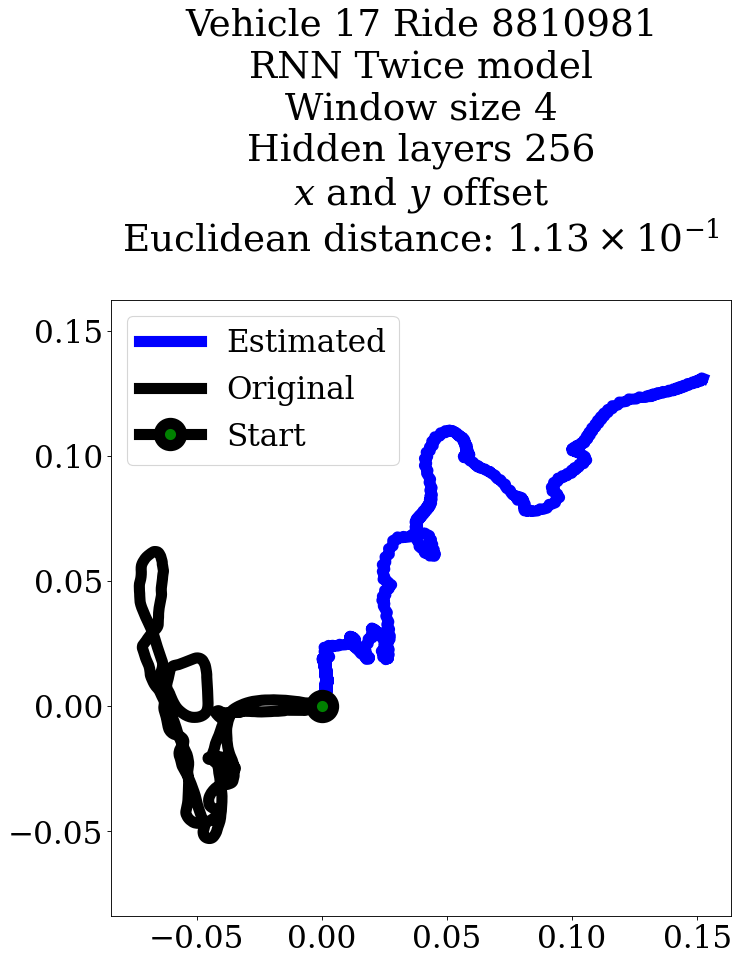 Vehicle 17 Ride 8810981
RNN Twice model
Window size 4
Hidden layers 256
x and y offset
Euclidean distance: 1.13 × 10⁻¹
Estimated
Original
Start
0.15
0.10
0.05
0.00
−0.05
−0.05 0.00 0.05 0.10 0.15